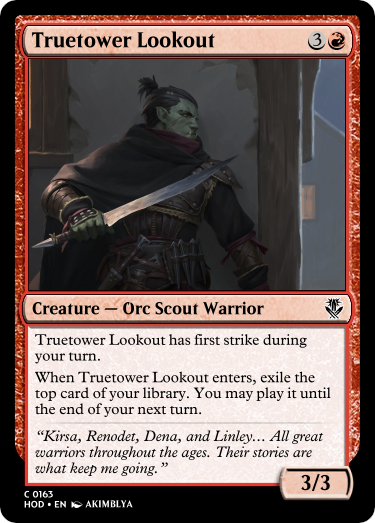 Truetower Lookout 3
Creature — Orc Scout Warrior
Truetower Lookout has first strike during
your turn.
When Truetower Lookout enters, exile the
top card of your library. You may play it until
the end of your next turn.
“Kirsa, Renodet, Dena, and Linley… All great
warriors throughout the ages. Their stories are
what keep me going.”
3/3
C 0163
HOD • EN AKIMBLYA